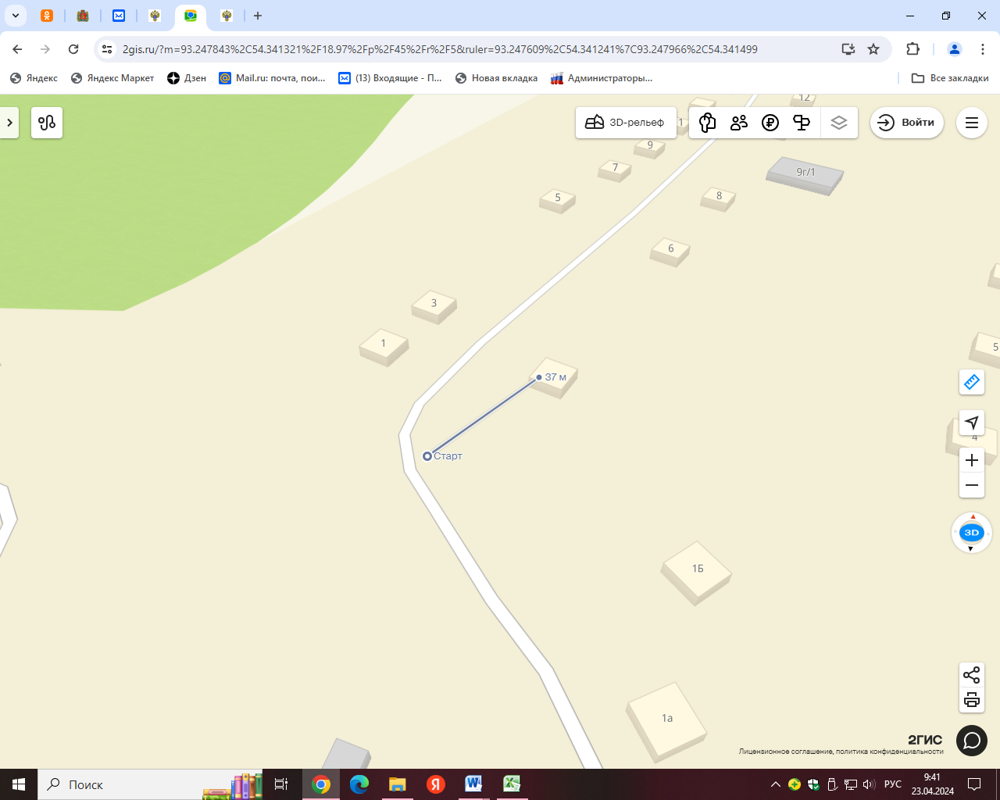 2gis.ru/?m=93.247843%2C54.341321%2F18.97%2Fp%2F45%2Fr%2F5&ruler=93.247609%2C54.341241%7C93.247966%2C54.341499
Яндекс
Яндекс Маркет
Дзен
Mail.ru: почта, пои...
(13) Входящие - П...
Новая вкладка
Администраторы...
Все закладки
12
3D-рельеф
1
Войти
9
7
9г/1
5
8
6
3
1
5
37 м
4
Старт
3D
1Б
1а
2ГИС
Лицензионное соглашение, политика конфиденциальности
Поиск
РУС
9:41
23.04.2024